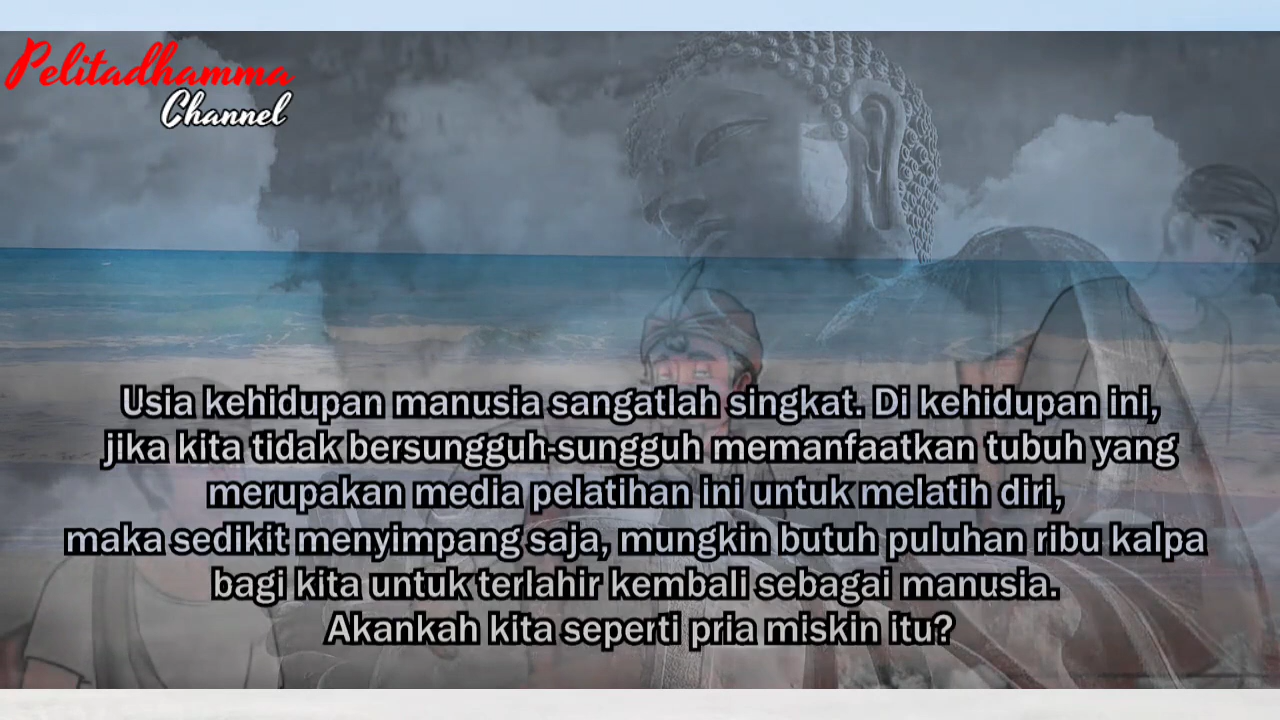 Pelitadhamma
Channel
Usia kehidupan manusia sangatlah singkat. Di kehidupan ini,
jika kita tidak bersungguh-sungguh memanfaatkan tubuh yang
merupakan media pelatihan ini untuk melatih diri,
maka sedikit menyimpang saja, mungkin butuh puluhan ribu kalpa
bagi kita untuk terlahir kembali sebagai manusia.
Akankah kita seperti pria miskin itu?